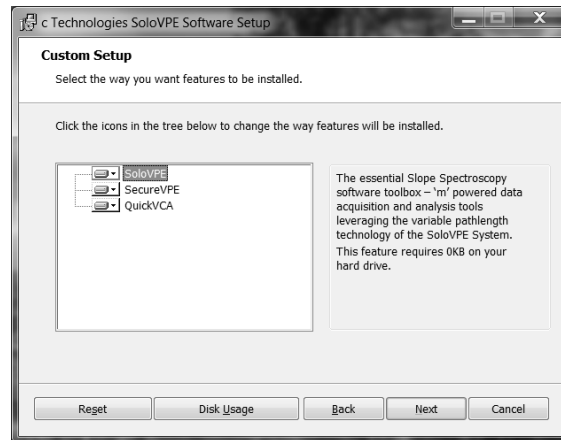 c Technologies SoloVPE Software Setup
Custom Setup
Select the way you want features to be installed.
Click the icons in the tree below to change the way features will be installed.
SoloVPE
SecureVPE
QuickVCA
The essential Slope Spectroscopy
software toolbox – ‘m’ powered data
acquisition and analysis tools
leveraging the variable pathlength
technology of the SoloVPE System.
This feature requires 0KB on your
hard drive.
Reset
Disk Usage
Back
Next
Cancel